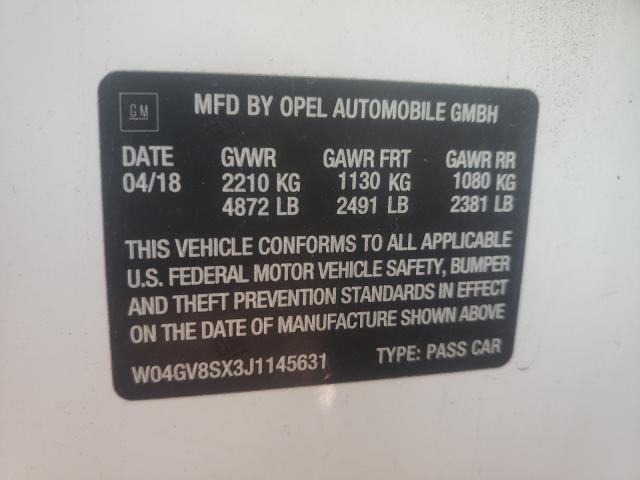 GM MFD BY OPEL AUTOMOBILE GMBH
DATE GVWR GAWR FRT GAWR RR
04/18 2210 KG 1130 KG 1080 KG
4872 LB 2491 LB 2381 LB
THIS VEHICLE CONFORMS TO ALL APPLICABLE
U.S. FEDERAL MOTOR VEHICLE SAFETY, BUMPER
AND THEFT PREVENTION STANDARDS IN EFFECT
ON THE DATE OF MANUFACTURE SHOWN ABOVE
W04GV8SX3J1145631 TYPE: PASS CAR